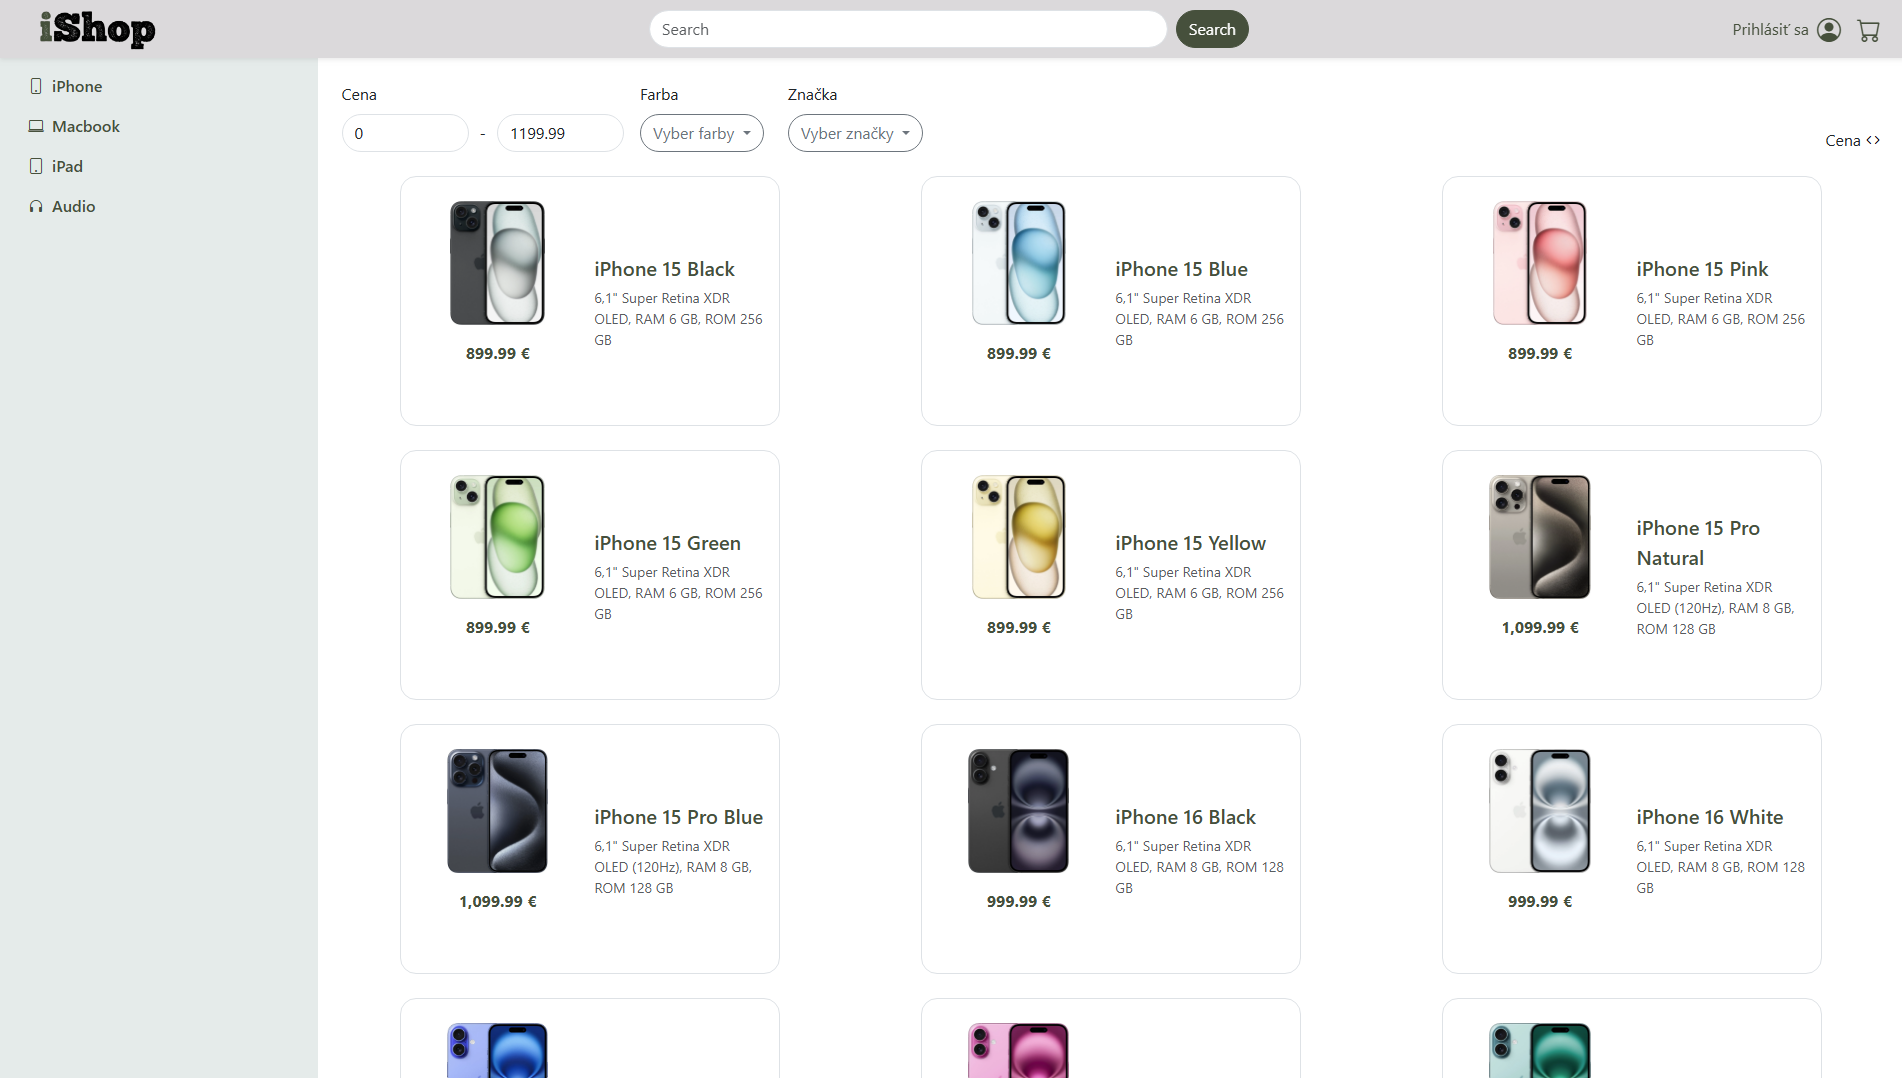 iShop
Search
Search
Prihlásiť sa
iPhone
Macbook
iPad
Audio
Cena
Farba
Značka
0
-
1199.99
Vyber farby
Vyber značky
Cena <>
iPhone 15 Black
6,1" Super Retina XDR
OLED, RAM 6 GB, ROM 256
GB
899.99 €
iPhone 15 Blue
6,1" Super Retina XDR
OLED, RAM 6 GB, ROM 256
GB
899.99 €
iPhone 15 Pink
6,1" Super Retina XDR
OLED, RAM 6 GB, ROM 256
GB
899.99 €
iPhone 15 Green
6,1" Super Retina XDR
OLED, RAM 6 GB, ROM 256
GB
899.99 €
iPhone 15 Yellow
6,1" Super Retina XDR
OLED, RAM 6 GB, ROM 256
GB
899.99 €
iPhone 15 Pro
Natural
6,1" Super Retina XDR
OLED (120Hz), RAM 8 GB,
ROM 128 GB
1,099.99 €
iPhone 15 Pro Blue
6,1" Super Retina XDR
OLED (120Hz), RAM 8 GB,
ROM 128 GB
1,099.99 €
iPhone 16 Black
6,1" Super Retina XDR
OLED, RAM 8 GB, ROM 128
GB
999.99 €
iPhone 16 White
6,1" Super Retina XDR
OLED, RAM 8 GB, ROM 128
GB
999.99 €